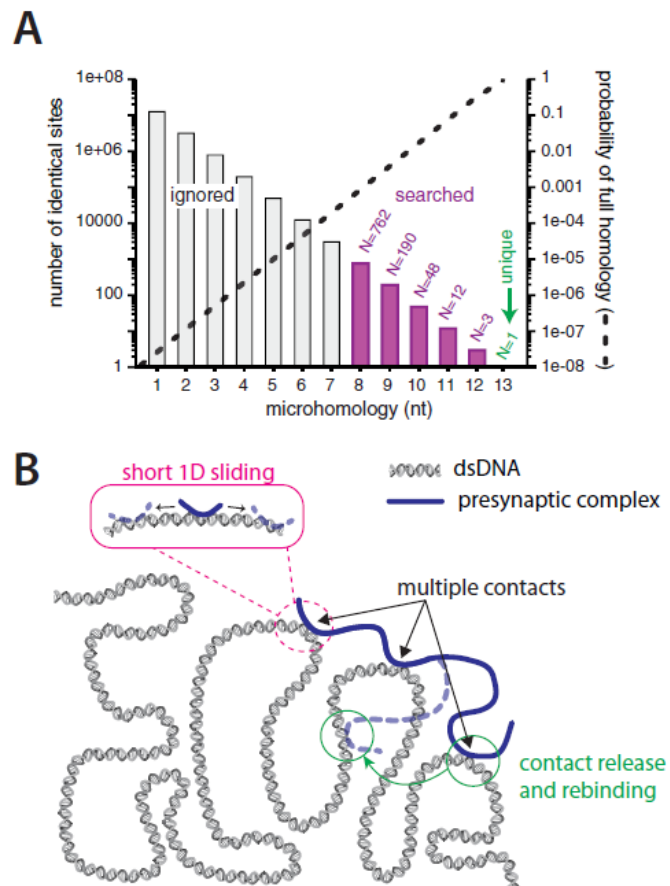 A
number of identical sites
1e+08
1e+06
10000
100
1
ignored
searched
N=762
N=190
N=48
N=12
N=3
N=1
unique
1
0.1
0.01
0.001
1e-04
1e-05
1e-06
1e-07
1e-08
probability of full homology (---)
1 2 3 4 5 6 7 8 9 10 11 12 13
microhomology (nt)
B
short 1D sliding
dsDNA
presynaptic complex
multiple contacts
contact release
and rebinding